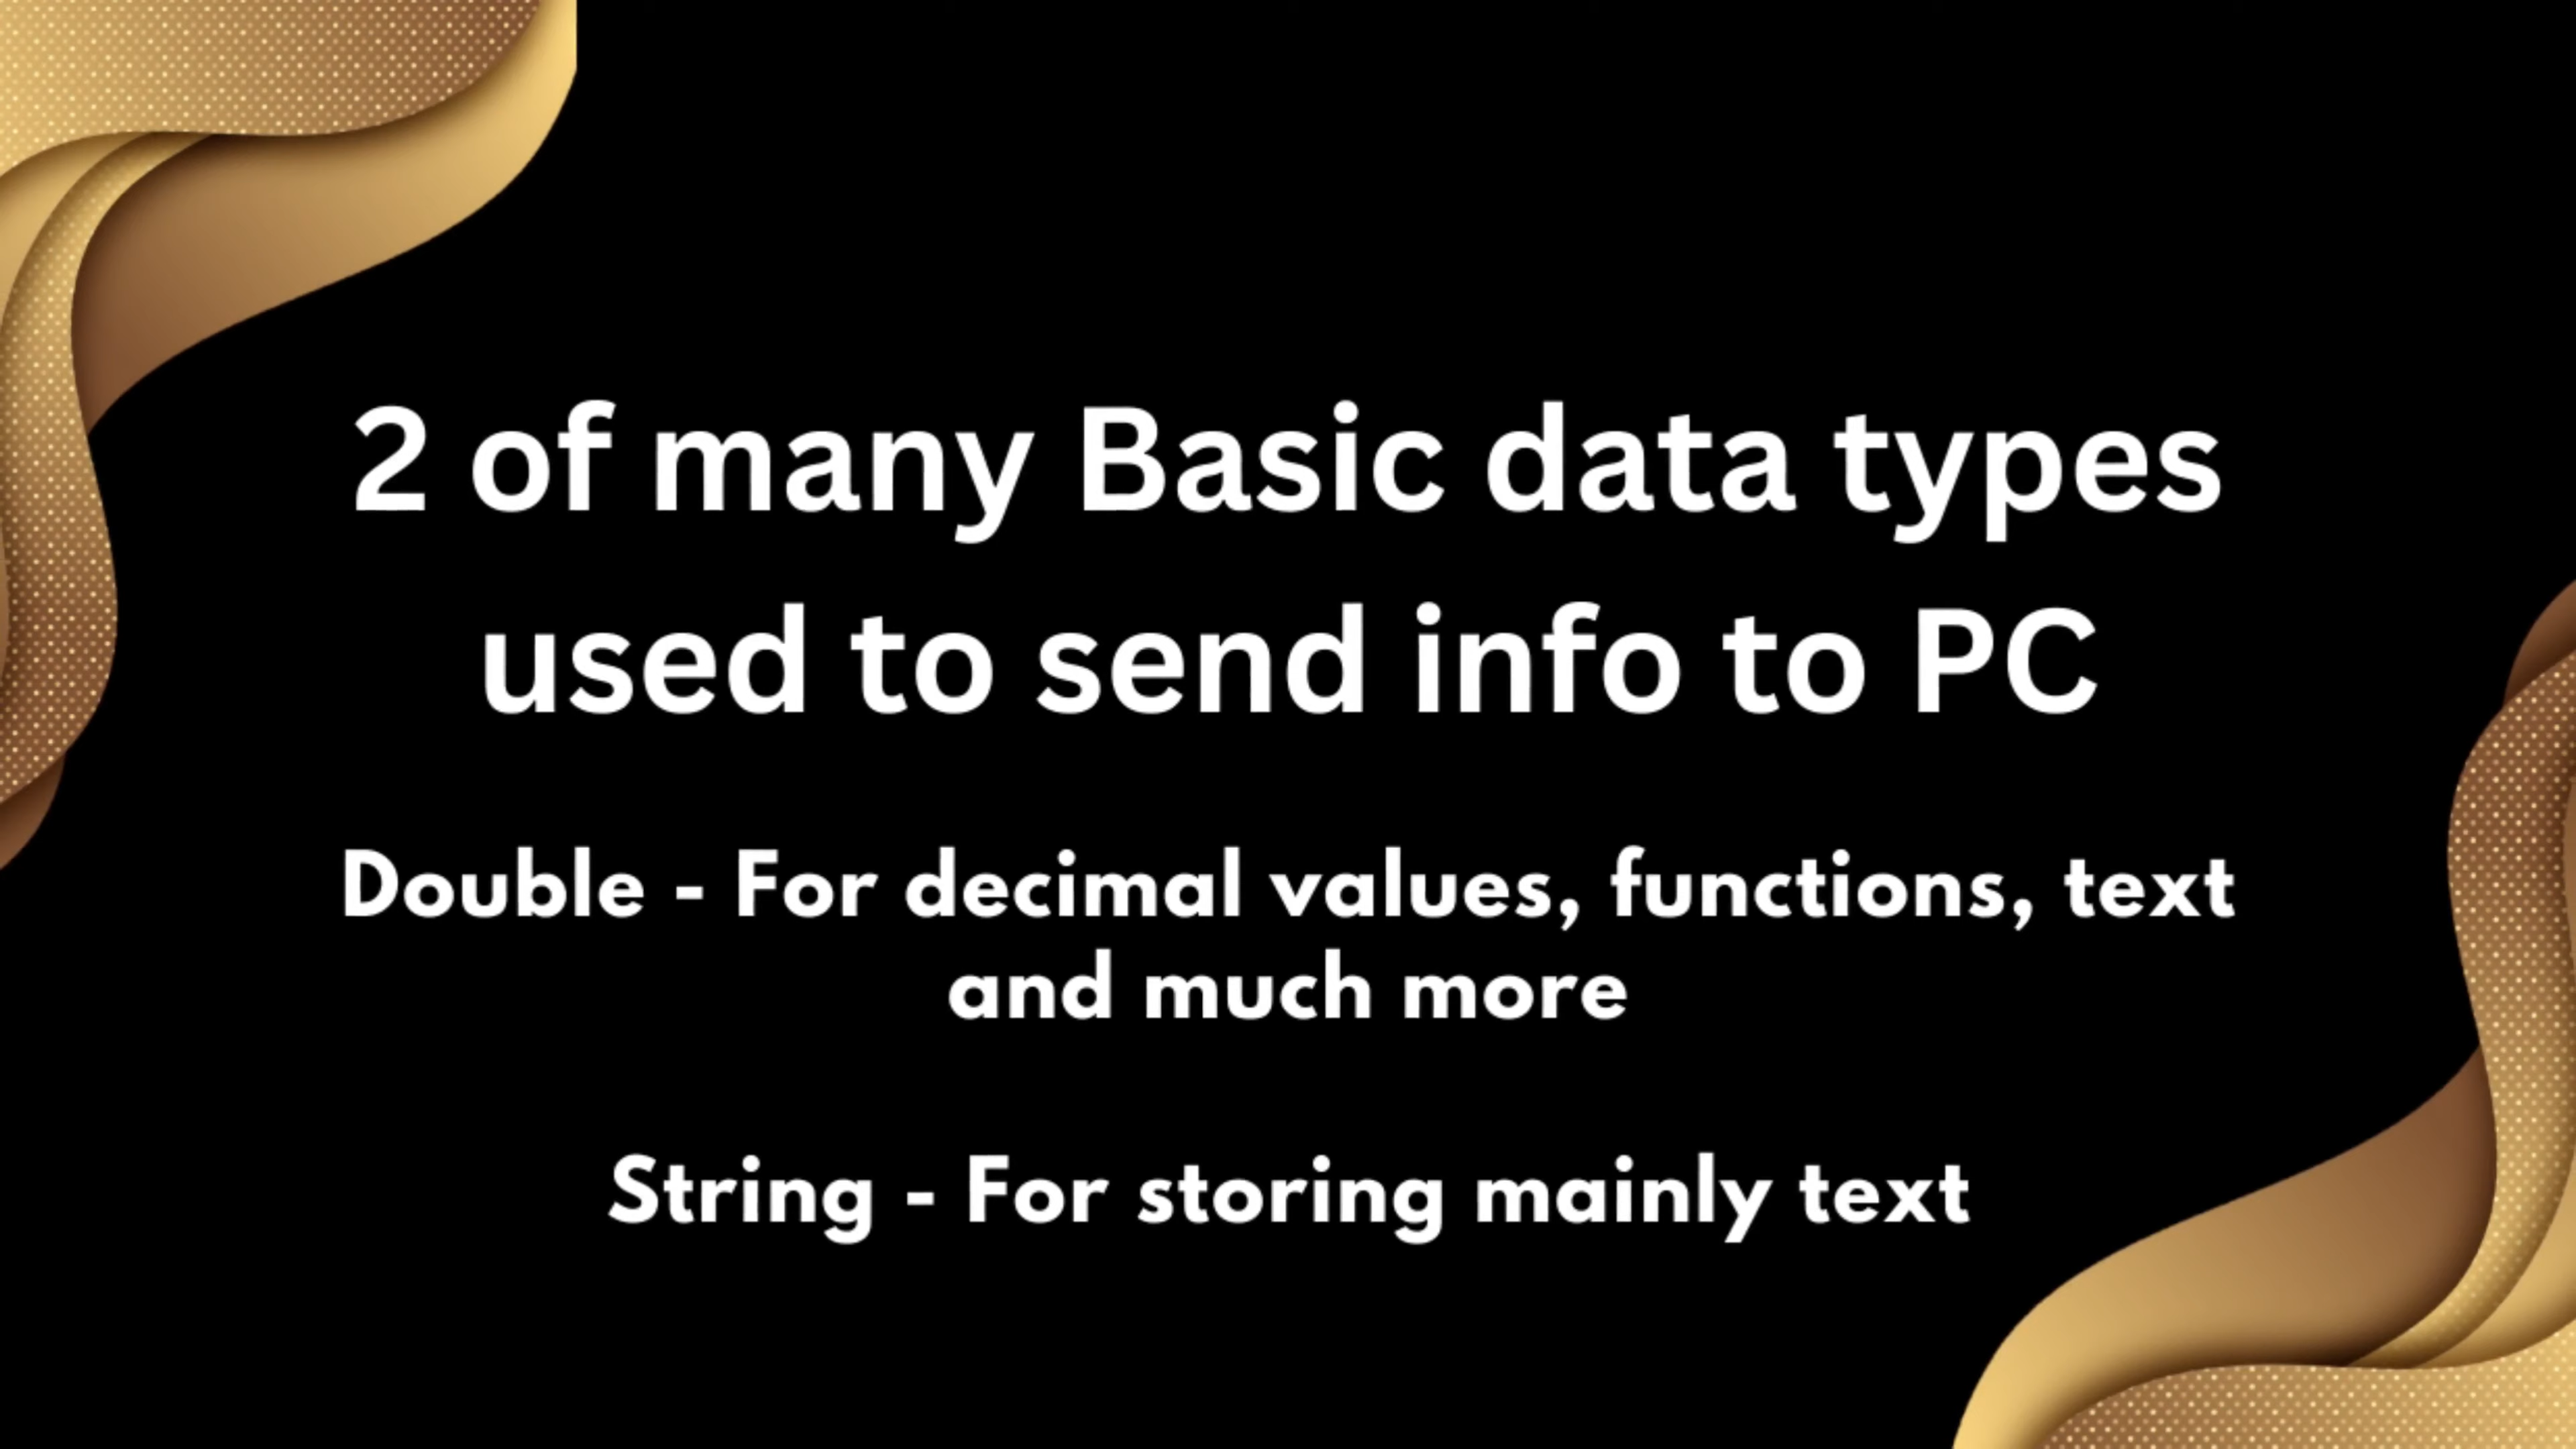 2 of many Basic data types
used to send info to PC
Double - For decimal values, functions, text
and much more
String - For storing mainly text